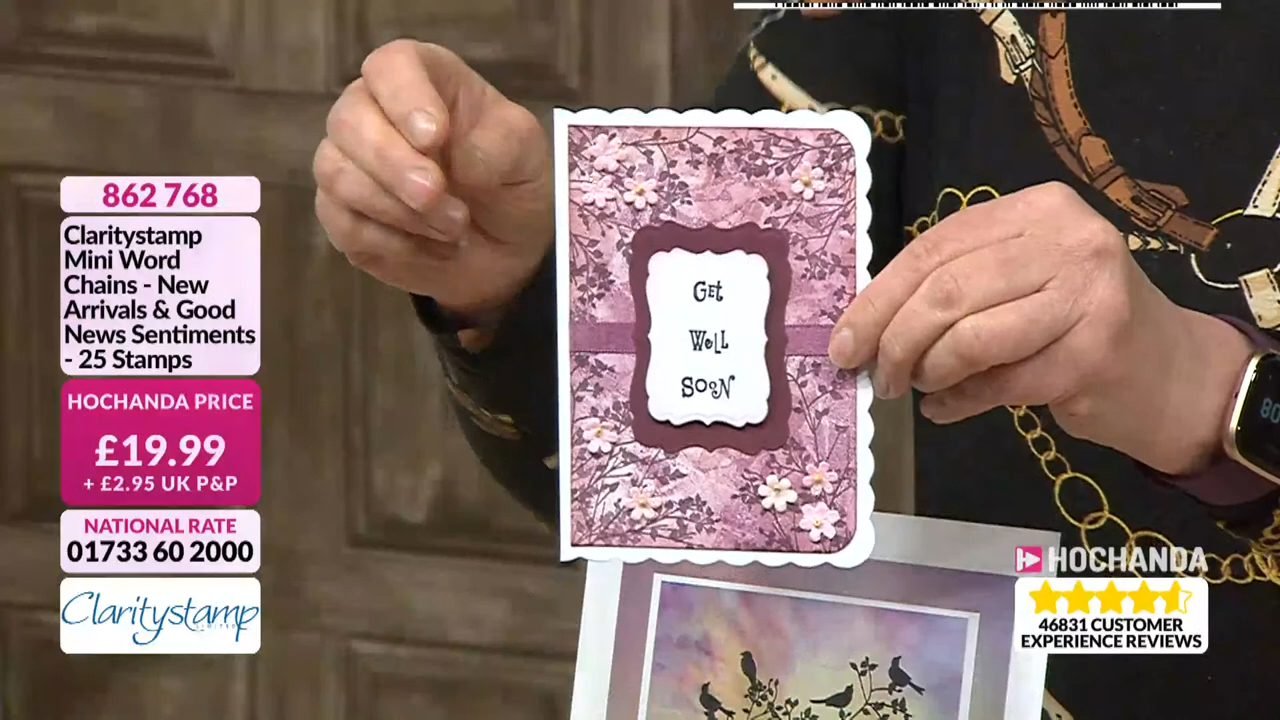 862 768
Claritystamp
Mini Word
Chains - New
Arrivals & Good
News Sentiments
- 25 Stamps
HOCHANDA PRICE
£19.99
+ £2.95 UK P&P
NATIONAL RATE
01733 60 2000
Claritystamp
LIMITED
GEt
WeLL
SOoN
HOCHANDA
46831 CUSTOMER
EXPERIENCE REVIEWS